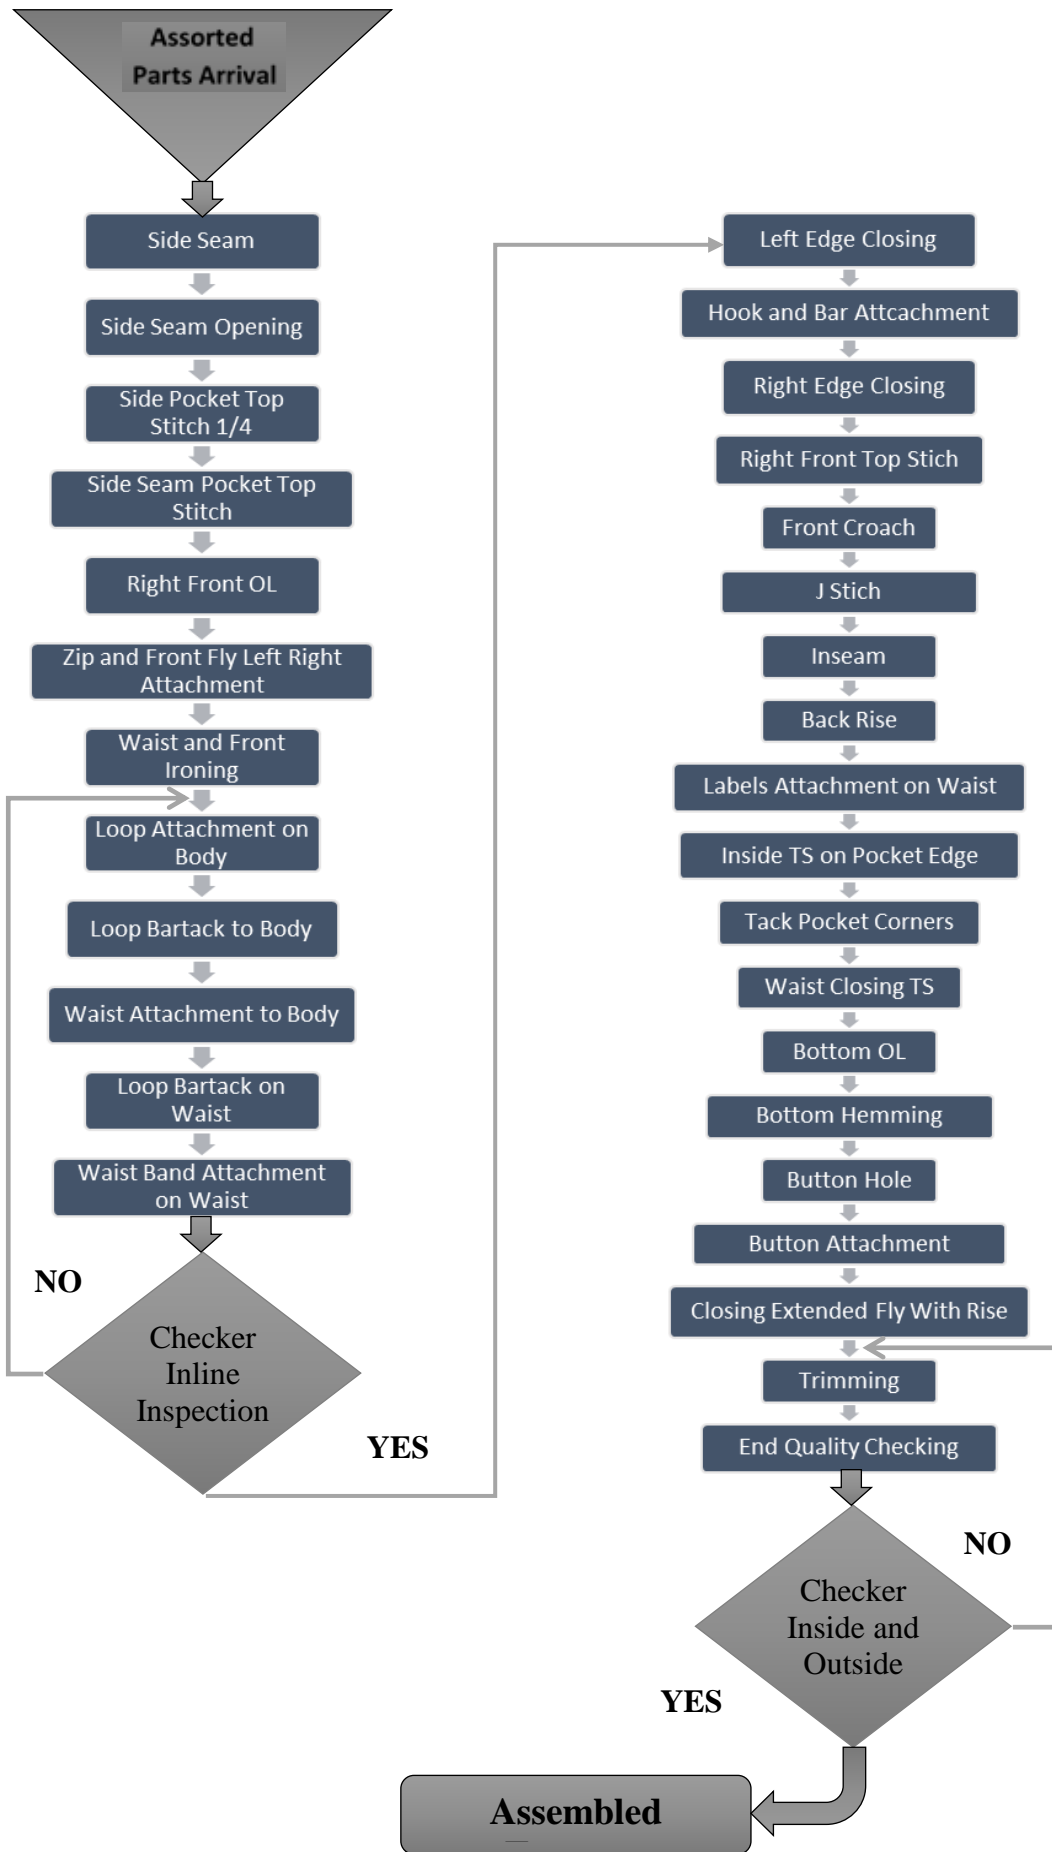 Assorted
Parts Arrival
Side Seam
Side Seam Opening
Side Pocket Top
Stitch 1/4
Side Seam Pocket Top
Stitch
Right Front OL
Zip and Front Fly Left Right
Attachment
Waist and Front
Ironing
Loop Attachment on
Body
Loop Bartack to Body
Waist Attachment to Body
Loop Bartack on
Waist
Waist Band Attachment
on Waist
NO
Checker
Inline
Inspection
YES
Left Edge Closing
Hook and Bar Attcachment
Right Edge Closing
Right Front Top Stich
Front Croach
J Stich
Inseam
Back Rise
Labels Attachment on Waist
Inside TS on Pocket Edge
Tack Pocket Corners
Waist Closing TS
Bottom OL
Bottom Hemming
Button Hole
Button Attachment
Closing Extended Fly With Rise
Trimming
End Quality Checking
NO
Checker
Inside and
Outside
YES
Assembled